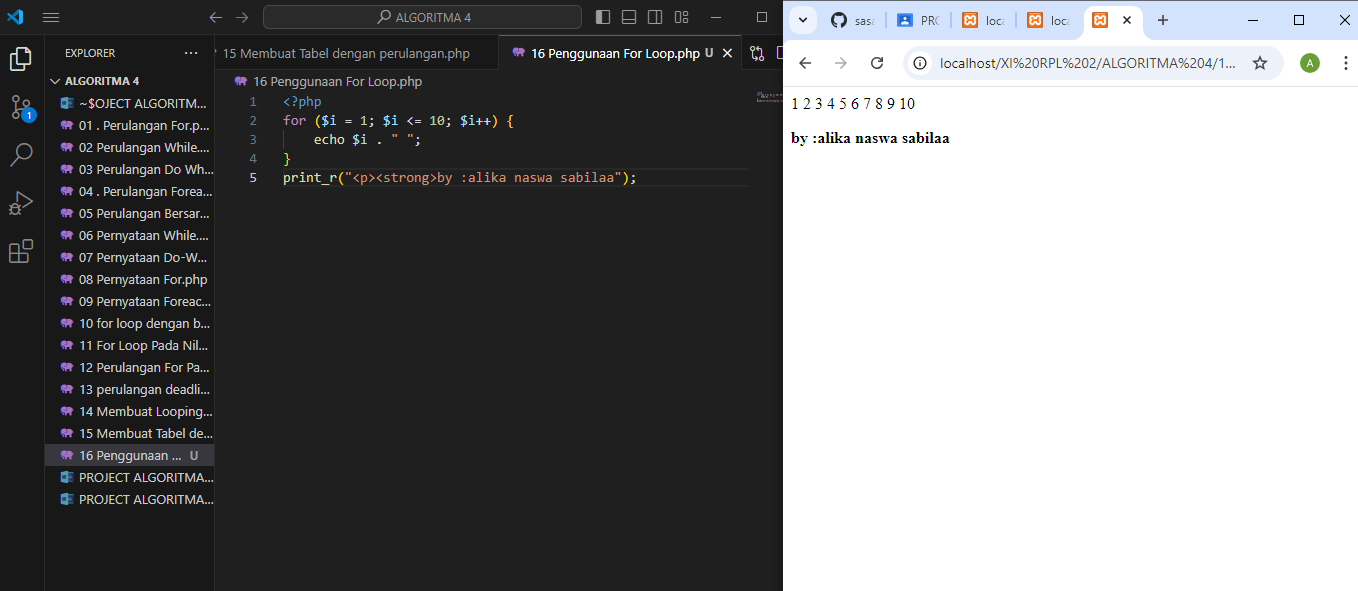 ALGORITMA 4
EXPLORER
ALGORITMA 4
~$OJECT ALGORITM...
01 . Perulangan For.p...
02 Perulangan While....
03 Perulangan Do Wh...
04 . Perulangan Forea...
05 Perulangan Bersar...
06 Pernyataan While....
07 Pernyataan Do-W...
08 Pernyataan For.php
09 Pernyataan Foreac...
10 for loop dengan b...
11 For Loop Pada Nil...
12 Perulangan For Pa...
13 perulangan deadli...
14 Membuat Looping...
15 Membuat Tabel de...
16 Penggunaan ... U
PROJECT ALGORITMA...
PROJECT ALGORITMA...
1
15 Membuat Tabel dengan perulangan.php
16 Penggunaan For Loop.php U
16 Penggunaan For Loop.php
1 <?php
2 for ($i = 1; $i <= 10; $i++) {
3 echo $i . " ";
4 }
5 print_r("<p><strong>by :alika naswa sabilaa");
sasa
PRO
loca
loca
localhost/XI%20RPL%202/ALGORITMA%204/1...
A
1 2 3 4 5 6 7 8 9 10
by :alika naswa sabilaa